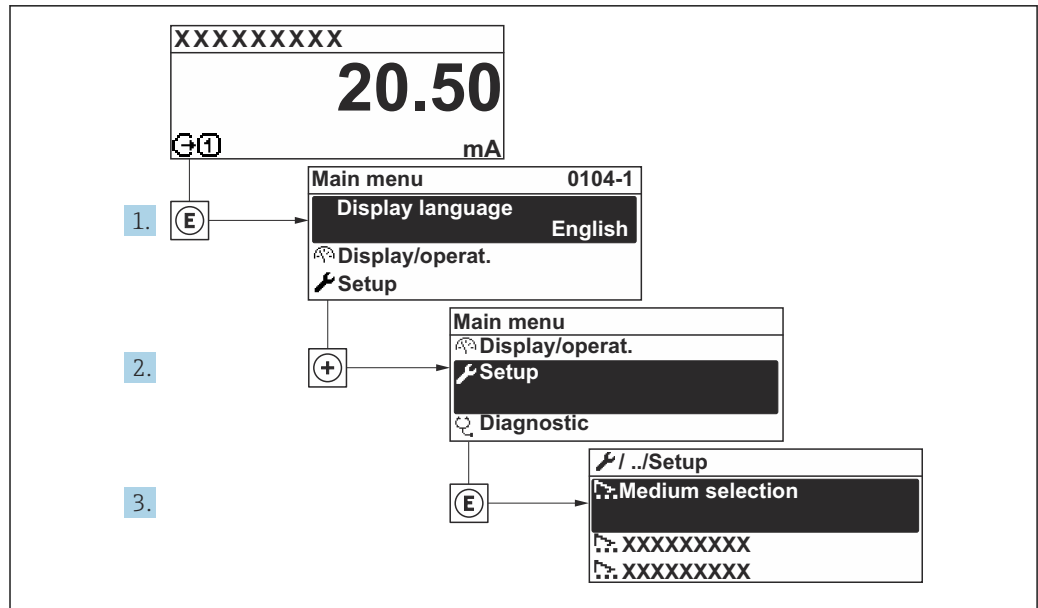 XXXXXXXXX
20.50
1 mA
Main menu 0104-1
1. E Display language
English
Display/operat.
Setup
Main menu
Display/operat.
2. + Setup
Diagnostic
/ ../Setup
3. E Medium selection
XXXXXXXXX
XXXXXXXXX